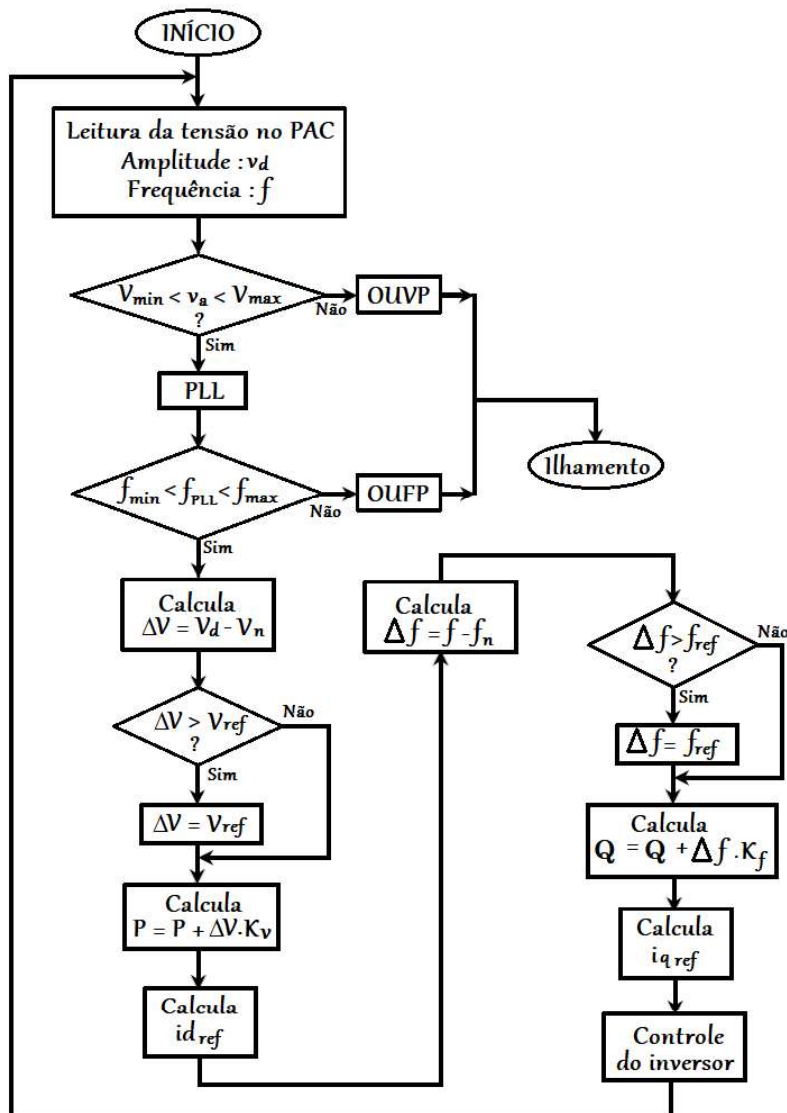 INÍCIO
Leitura da tensão no PAC
Amplitude : vd
Frequência : f
Vmin < va < Vmax
?
Não
OUVP
Sim
PLL
Ilhamento
fmin < fPLL < fmax
Não
OUFP
Sim
Calcula
ΔV = Vd - Vn
ΔV > Vref
?
Não
Sim
ΔV = Vref
Calcula
P = P + ΔV.Kv
Calcula
id ref
Calcula
Δf = f - fn
Δf > fref
?
Não
Sim
Δf = fref
Calcula
Q = Q + Δf .Kf
Calcula
iq ref
Controle
do inversor